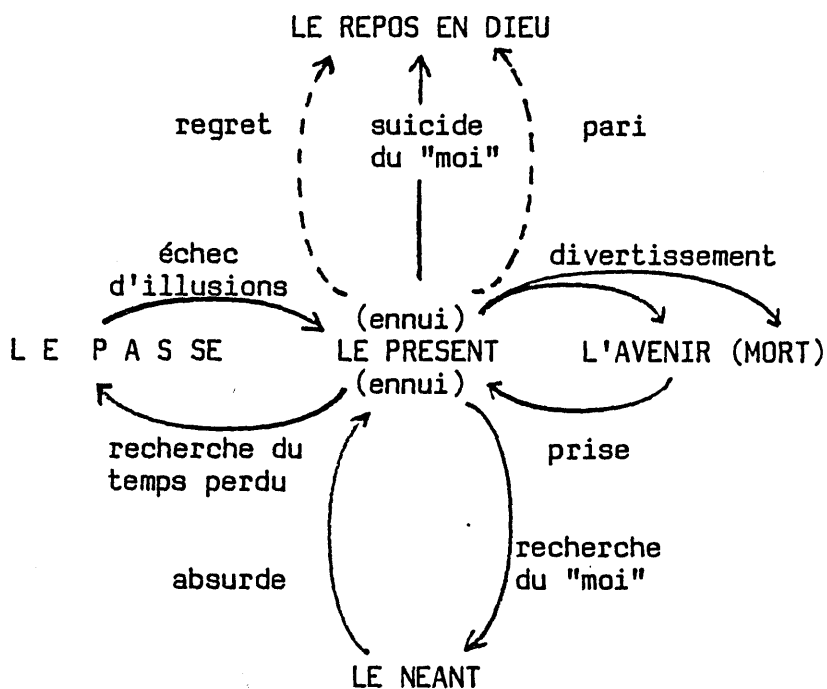 LE REPOS EN DIEU
regret
suicide
du "moi"
pari
échec
d'illusions
divertissement
(ennui)
L E P A S SE
LE PRESENT
L'AVENIR (MORT)
(ennui)
recherche du
temps perdu
prise
absurde
recherche
du "moi"
LE NEANT